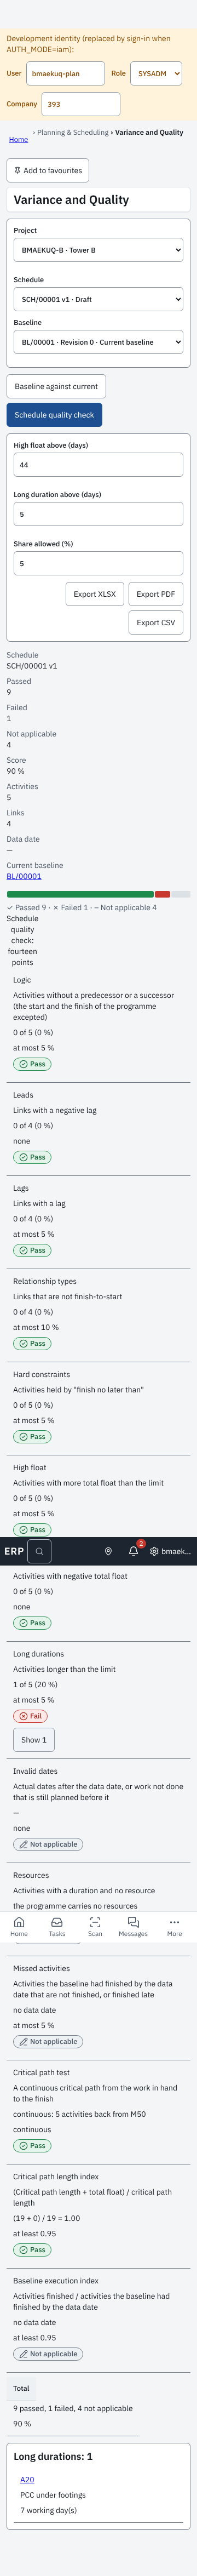 Development identity (replaced by sign-in when
AUTH_MODE=iam):
User bmaekuq-plan Role SYSADM
Company 393
Home › Planning & Scheduling › Variance and Quality
Add to favourites
Variance and Quality
Project
BMAEKUQ-B · Tower B
Schedule
SCH/00001 v1 · Draft
Baseline
BL/00001 · Revision 0 · Current baseline
Baseline against current
Schedule quality check
High float above (days)
44
Long duration above (days)
5
Share allowed (%)
5
Export XLSX
Export PDF
Export CSV
Schedule
SCH/00001 v1
Passed
9
Failed
1
Not applicable
4
Score
90 %
Activities
5
Links
4
Data date
—
Current baseline
BL/00001
✓ Passed 9 · ✕ Failed 1 · – Not applicable 4
Schedule
quality
check:
fourteen
points
Logic
Activities without a predecessor or a successor
(the start and the finish of the programme
excepted)
0 of 5 (0 %)
at most 5 %
Pass
Leads
Links with a negative lag
0 of 4 (0 %)
none
Pass
Lags
Links with a lag
0 of 4 (0 %)
at most 5 %
Pass
Relationship types
Links that are not finish-to-start
0 of 4 (0 %)
at most 10 %
Pass
Hard constraints
Activities held by "finish no later than"
0 of 5 (0 %)
at most 5 %
Pass
High float
Activities with more total float than the limit
0 of 5 (0 %)
at most 5 %
Pass
ERP
2
bmaek...
Activities with negative total float
0 of 5 (0 %)
none
Pass
Long durations
Activities longer than the limit
1 of 5 (20 %)
at most 5 %
Fail
Show 1
Invalid dates
Actual dates after the data date, or work not done
that is still planned before it
—
none
Not applicable
Resources
Activities with a duration and no resource
the programme carries no resources
Home
Tasks
Scan
Messages
More
Missed activities
Activities the baseline had finished by the data
date that are not finished, or finished late
no data date
at most 5 %
Not applicable
Critical path test
A continuous critical path from the work in hand
to the finish
continuous: 5 activities back from M50
continuous
Pass
Critical path length index
(Critical path length + total float) / critical path
length
(19 + 0) / 19 = 1.00
at least 0.95
Pass
Baseline execution index
Activities finished / activities the baseline had
finished by the data date
no data date
at least 0.95
Not applicable
Total
9 passed, 1 failed, 4 not applicable
90 %
Long durations: 1
A20
PCC under footings
7 working day(s)